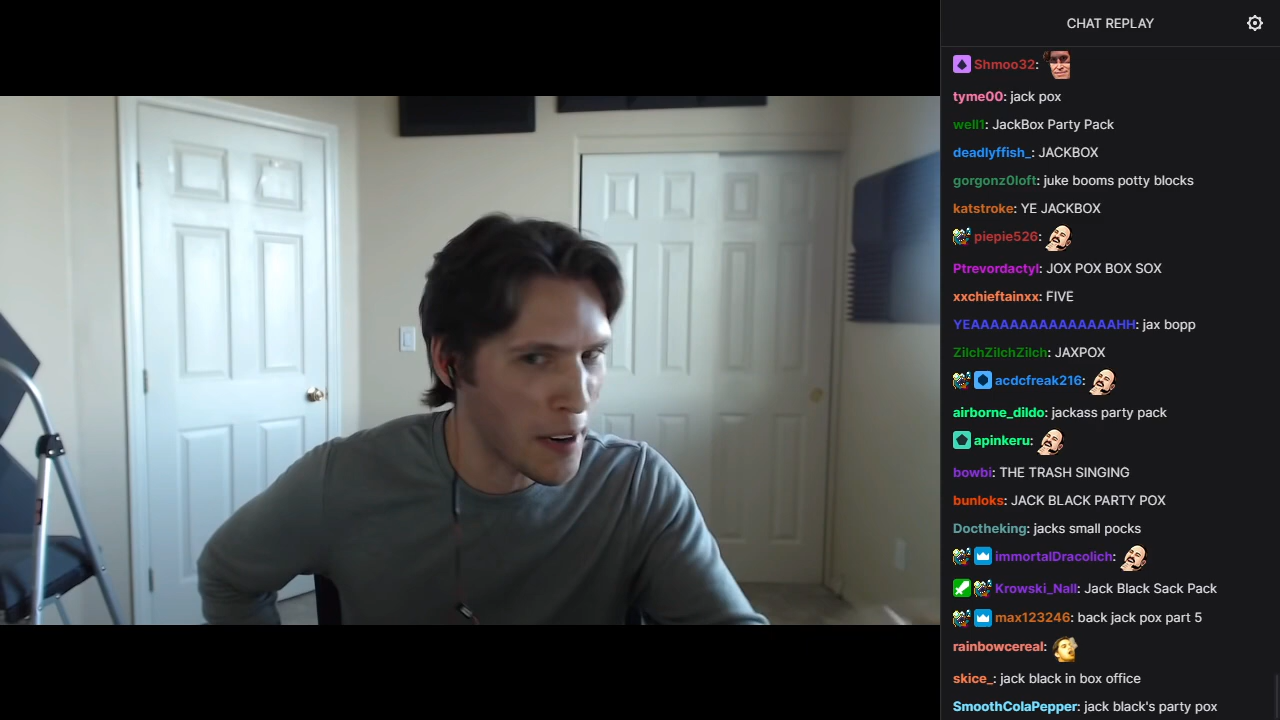 CHAT REPLAY
Shmoo32:
tyme00: jack pox
well1: JackBox Party Pack
deadlyffish_: JACKBOX
gorgonz0loft: juke booms potty blocks
katstroke: YE JACKBOX
piepie526:
Ptrevordactyl: JOX POX BOX SOX
xxchieftainxx: FIVE
YEAAAAAAAAAAAAAAAHH: jax bopp
ZilchZilchZilch: JAXPOX
acdcfreak216:
airborne_dildo: jackass party pack
apinkeru:
bowbi: THE TRASH SINGING
bunloks: JACK BLACK PARTY POX
Doctheking: jacks small pocks
immortalDracolich:
Krowski_Nall: Jack Black Sack Pack
max123246: back jack pox part 5
rainbowcereal:
skice_: jack black in box office
SmoothColaPepper: jack black's party pox